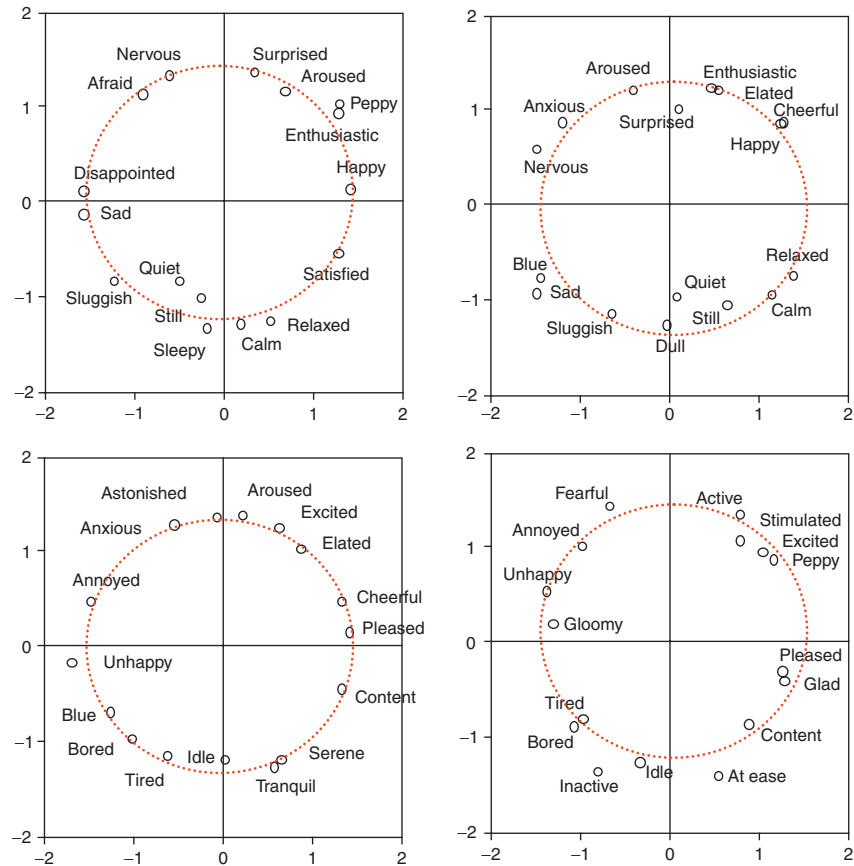 2
Nervous
Surprised
Afraid
Aroused
1
Peppy
Enthusiastic
Disappointed
Happy
0
Sad
Quiet
Satisfied
−1
Sluggish
Still
Relaxed
Sleepy
Calm
−2
−2 −1 0 1 2
2
Aroused
Enthusiastic
Elated
1
Anxious
Cheerful
Surprised
Happy
Nervous
0
Relaxed
Blue
Quiet
Sad
−1
Still
Calm
Sluggish
Dull
−2
−2 −1 0 1 2
2
Astonished
Aroused
Anxious
Excited
Elated
1
Annoyed
Cheerful
Pleased
0
Unhappy
Content
Blue
−1
Bored
Idle
Serene
Tired
Tranquil
−2
−2 −1 0 1 2
2
Fearful
Active
Stimulated
Annoyed
Excited
1
Peppy
Unhappy
Gloomy
0
Pleased
Glad
Tired
Content
−1
Bored
Idle
Inactive
At ease
−2
−2 −1 0 1 2